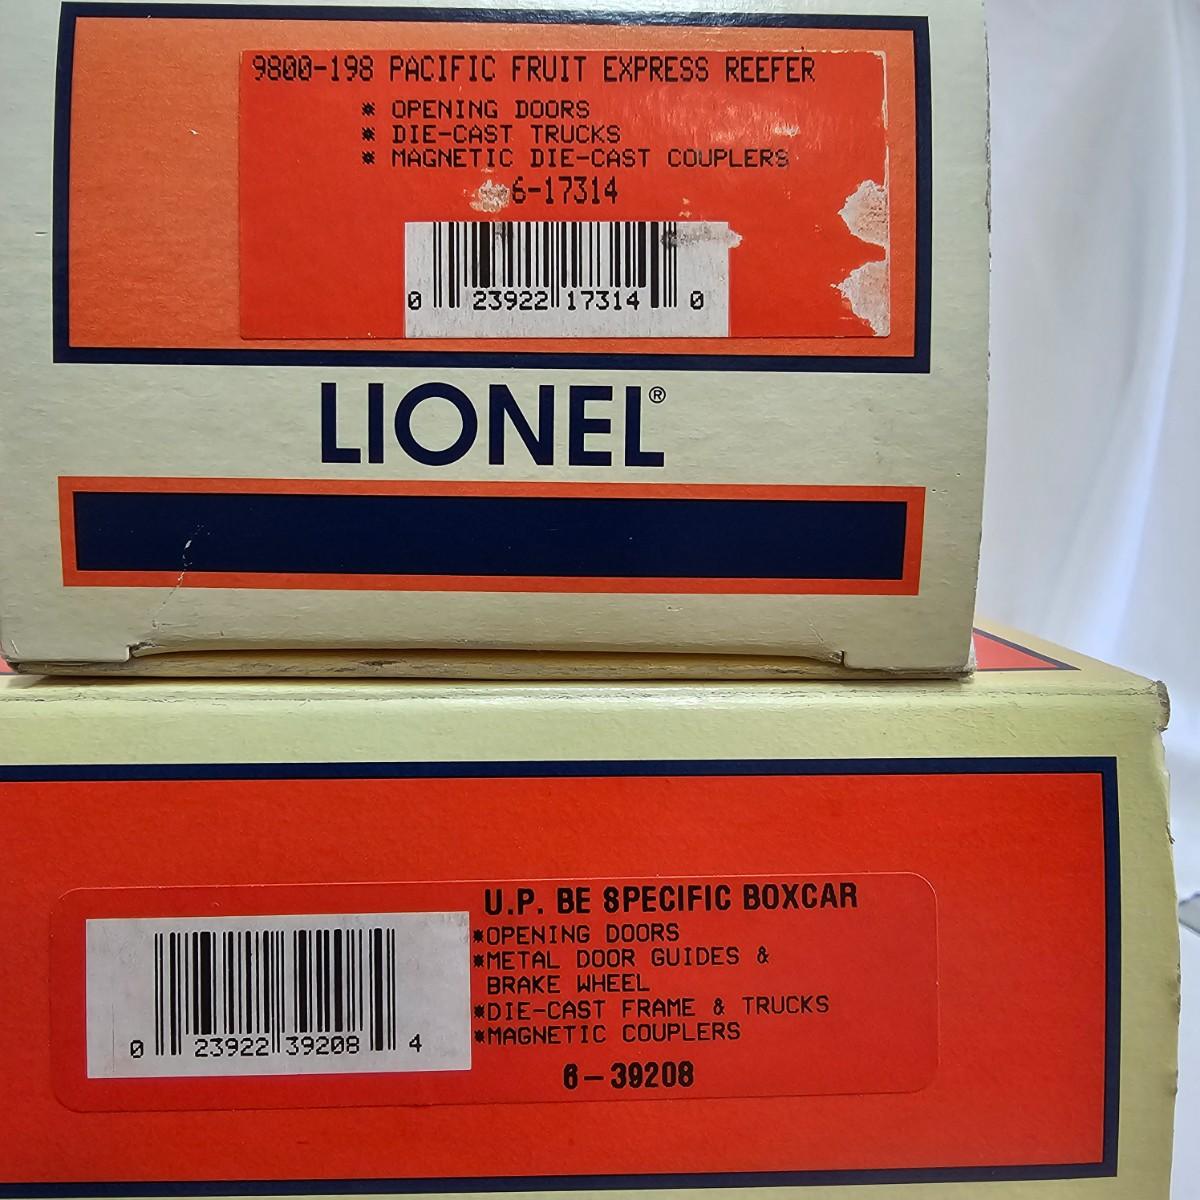 9800-198 PACIFIC FRUIT EXPRESS REEFER
* OPENING DOORS
* DIE-CAST TRUCKS
* MAGNETIC DIE-CAST COUPLERS
6-17314
0 23922 17314 0
LIONEL®
U.P. BE SPECIFIC BOXCAR
*OPENING DOORS
*METAL DOOR GUIDES &
BRAKE WHEEL
*DIE-CAST FRAME & TRUCKS
*MAGNETIC COUPLERS
6-39208
0 23922 39208 4